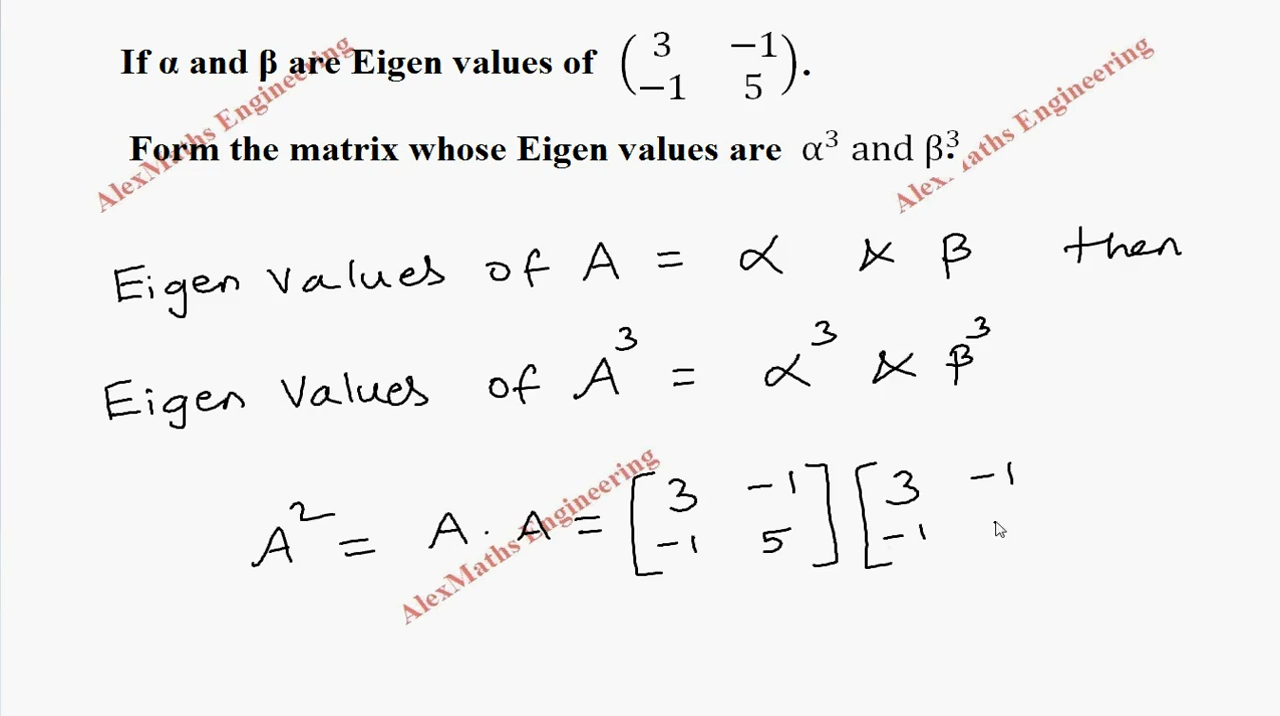 If α and β are Eigen values of (3 −1
−1 5).
Form the matrix whose Eigen values are α³ and β³.
AlexMaths Engineering
AlexMaths Engineering
Eigen values of A = α & β then
Eigen Values of A³ = α³ & β³
A² = A . A = [3 −1 [3 −1
−1 5] −1
AlexMaths Engineering